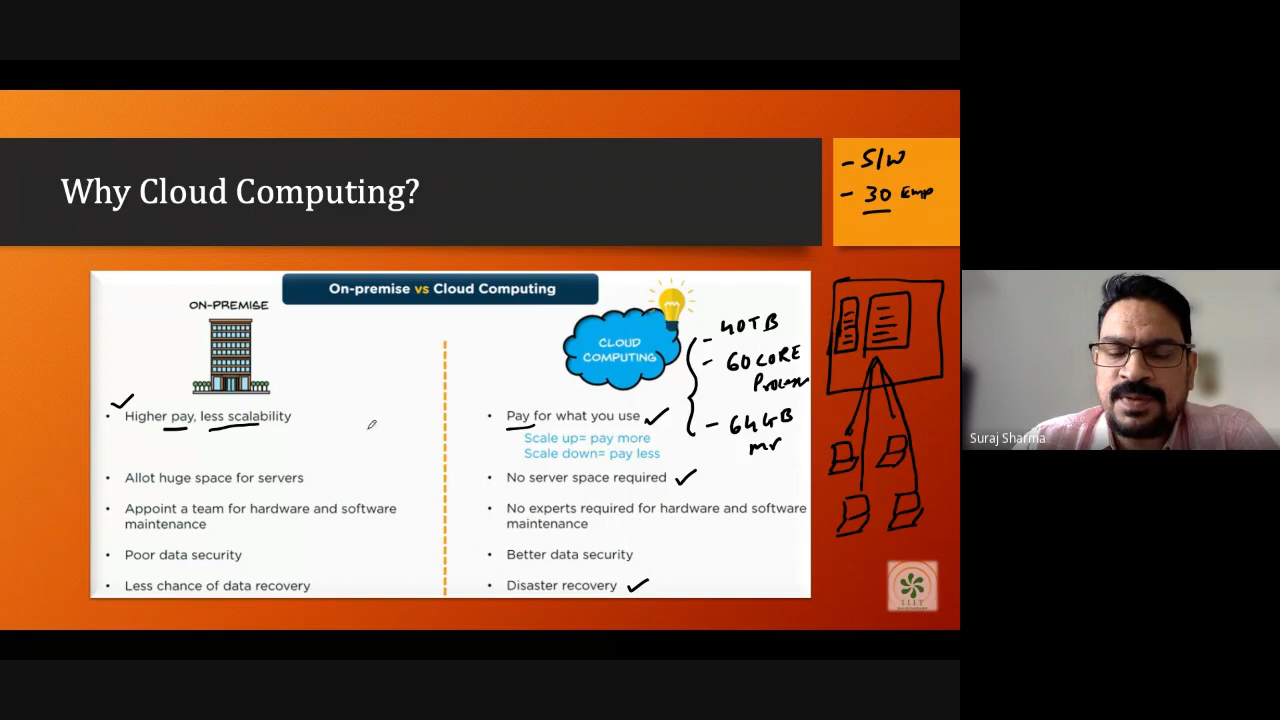 Why Cloud Computing?
- S/W
- 30 Emp
On-premise vs Cloud Computing
ON-PREMISE
• Higher pay, less scalability
• Allot huge space for servers
• Appoint a team for hardware and software
maintenance
• Poor data security
• Less chance of data recovery
CLOUD
COMPUTING
- 40TB
- 60 CORE
- 64GB
• Pay for what you use
Scale up= pay more
Scale down= pay less
• No server space required
• No experts required for hardware and software
maintenance
• Better data security
• Disaster recovery
Suraj Sharma